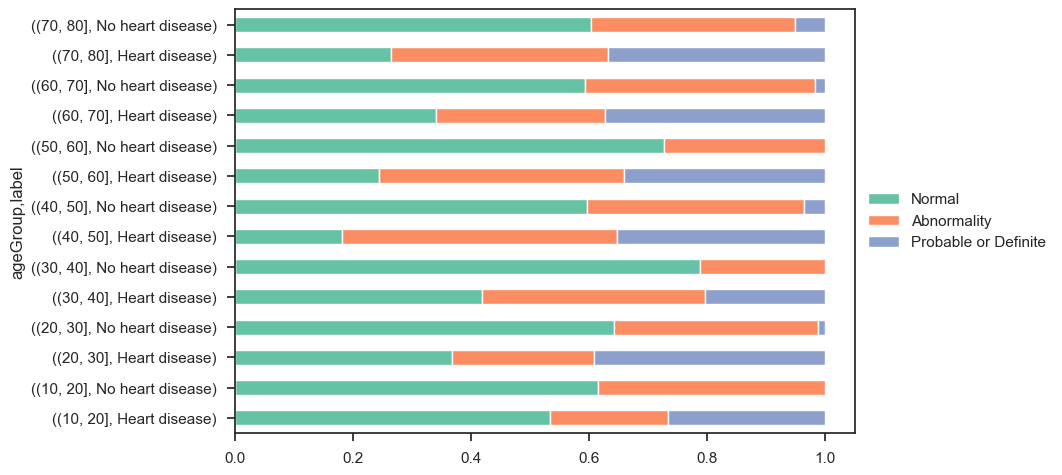 ageGroup,label
((70, 80], No heart disease)
((70, 80], Heart disease)
((60, 70], No heart disease)
((60, 70], Heart disease)
((50, 60], No heart disease)
((50, 60], Heart disease)
((40, 50], No heart disease)
((40, 50], Heart disease)
((30, 40], No heart disease)
((30, 40], Heart disease)
((20, 30], No heart disease)
((20, 30], Heart disease)
((10, 20], No heart disease)
((10, 20], Heart disease)
0.0 0.2 0.4 0.6 0.8 1.0
Normal
Abnormality
Probable or Definite